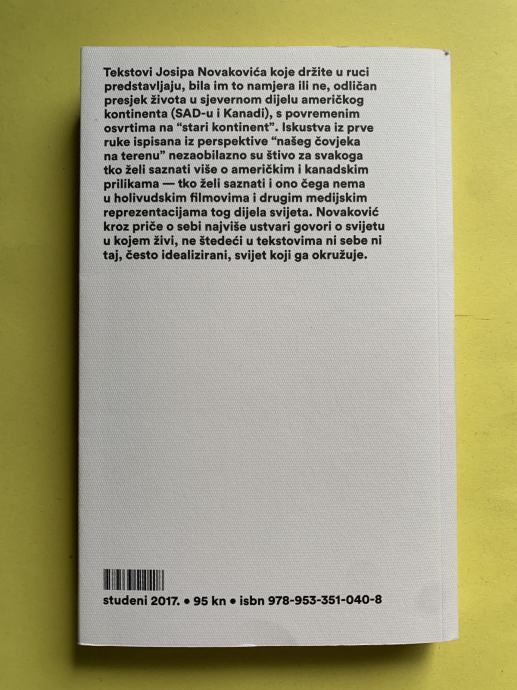 Tekstovi Josipa Novakovića koje držite u ruci
predstavljaju, bila im to namjera ili ne, odličan
presjek života u sjevernom dijelu američkog
kontinenta (SAD-u i Kanadi), s povremenim
osvrtima na “stari kontinent”. Iskustva iz prve
ruke ispisana iz perspektive “našeg čovjeka
na terenu” nezaobilazno su štivo za svakoga
tko želi saznati više o američkim i kanadskim
prilikama — tko želi saznati i ono čega nema
u holivudskim filmovima i drugim medijskim
reprezentacijama tog dijela svijeta. Novaković
kroz priče o sebi najviše ustvari govori o svijetu
u kojem živi, ne štedeći u tekstovima ni sebe ni
taj, često idealizirani, svijet koji ga okružuje.
studeni 2017. • 95 kn • isbn 978-953-351-040-8